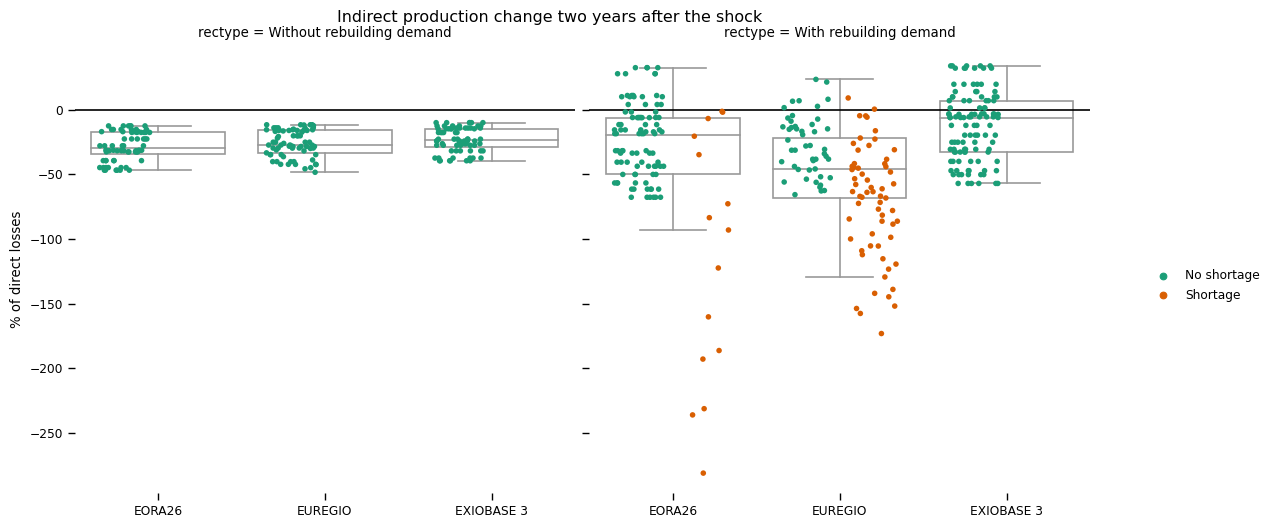 Indirect production change two years after the shock
rectype = Without rebuilding demand
rectype = With rebuilding demand
% of direct losses
0
−50
−100
−150
−200
−250
EORA26
EUREGIO
EXIOBASE 3
EORA26
EUREGIO
EXIOBASE 3
No shortage
Shortage